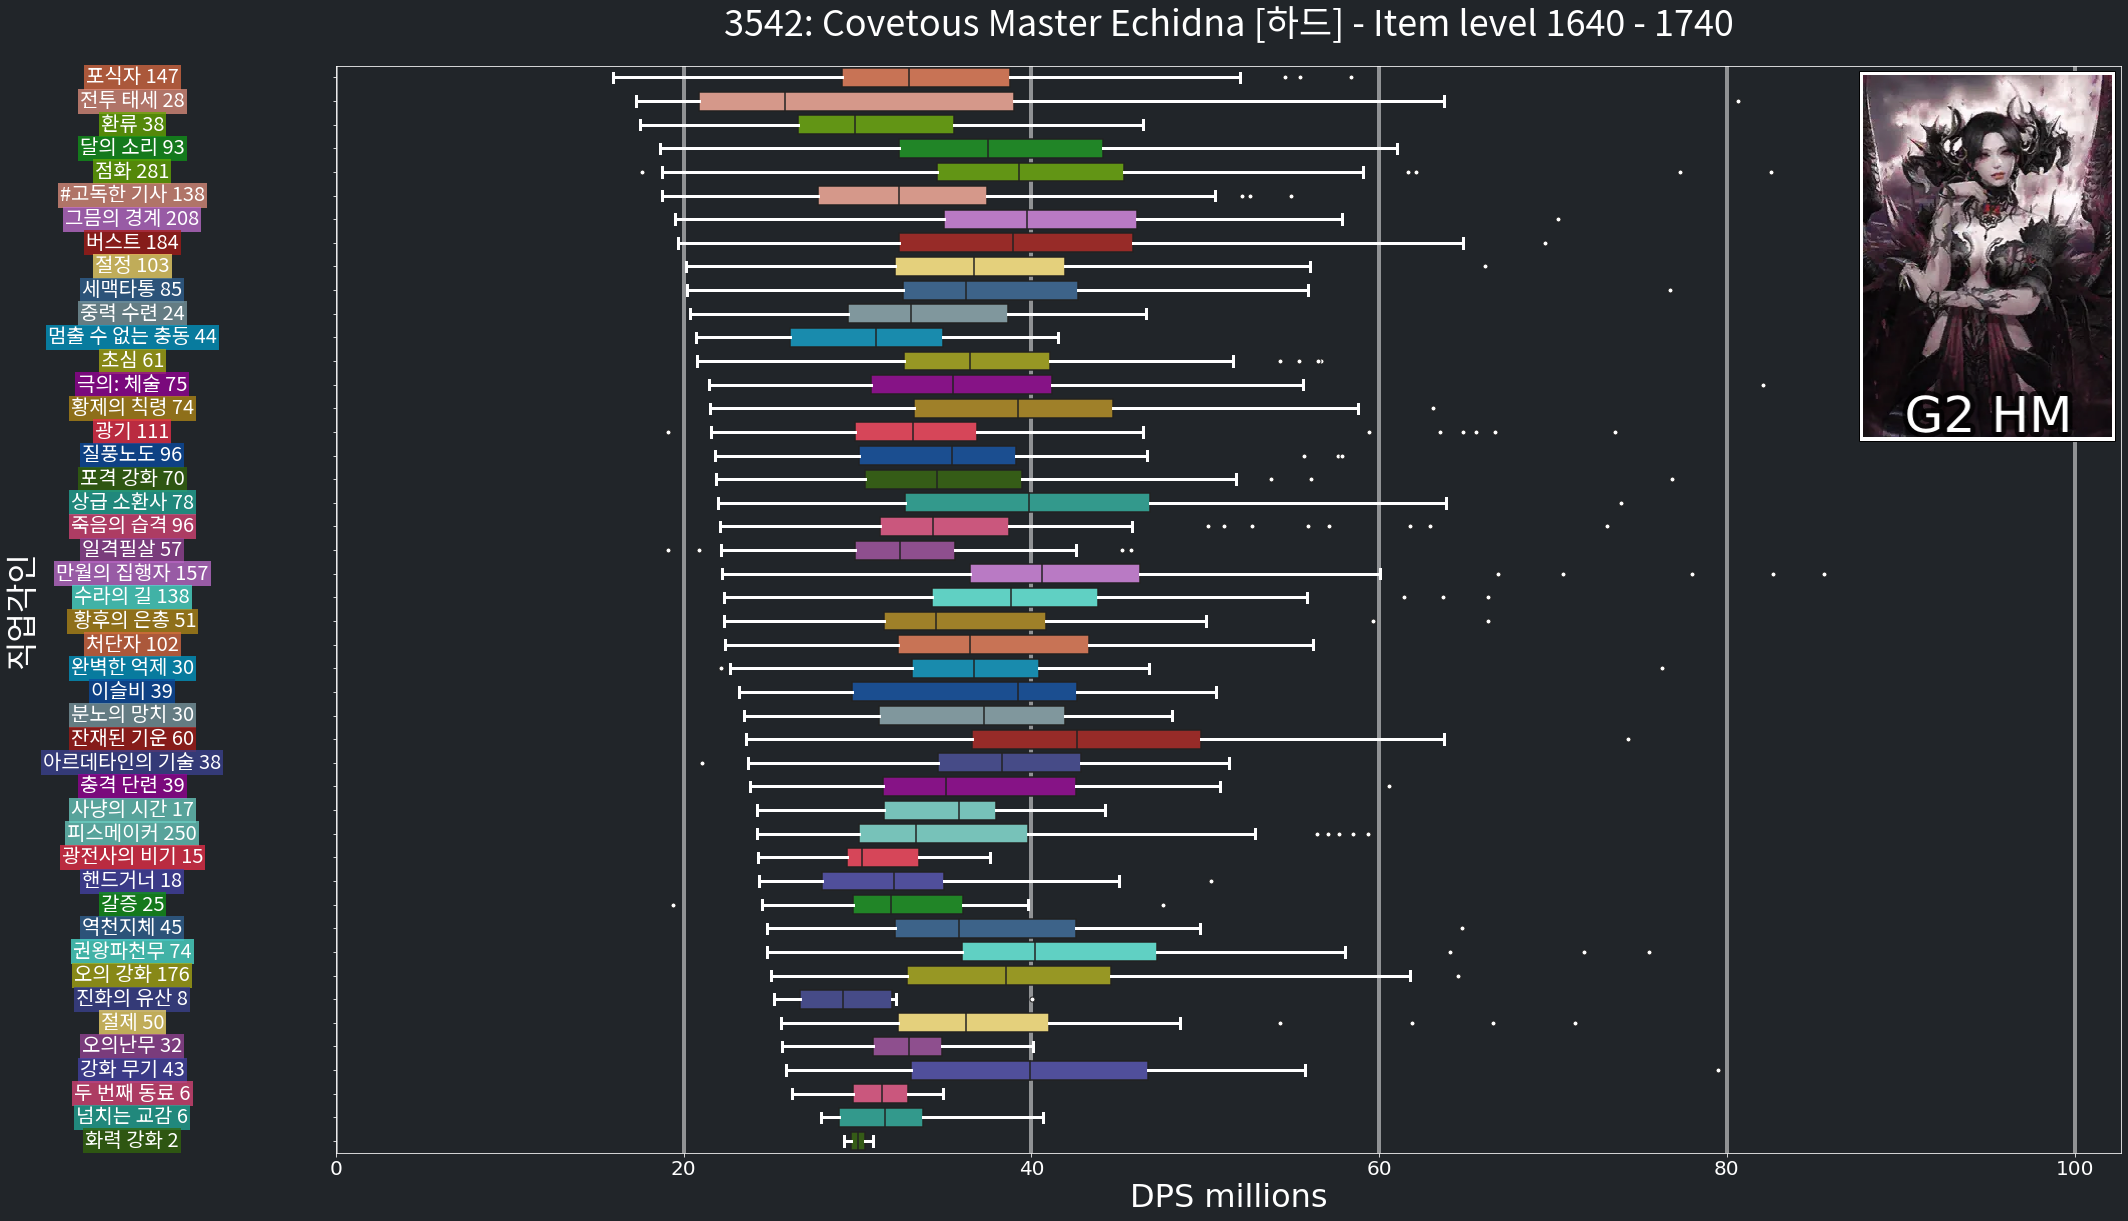 3542: Covetous Master Echidna [하드] - Item level 1640 - 1740
포식자 147
전투 태세 28
환류 38
달의 소리 93
점화 281
#고독한 기사 138
그믐의 경계 208
버스트 184
절정 103
세맥타통 85
중력 수련 24
멈출 수 없는 충동 44
초심 61
극의: 체술 75
황제의 칙령 74
광기 111
질풍노도 96
포격 강화 70
상급 소환사 78
죽음의 습격 96
일격필살 57
만월의 집행자 157
수라의 길 138
황후의 은총 51
처단자 102
완벽한 억제 30
이슬비 39
분노의 망치 30
잔재된 기운 60
아르데타인의 기술 38
충격 단련 39
사냥의 시간 17
피스메이커 250
광전사의 비기 15
핸드거너 18
갈증 25
역천지체 45
권왕파천무 74
오의 강화 176
진화의 유산 8
절제 50
오의난무 32
강화 무기 43
두 번째 동료 6
넘치는 교감 6
화력 강화 2
직업각인
G2 HM
0 20 40 60 80 100
DPS millions